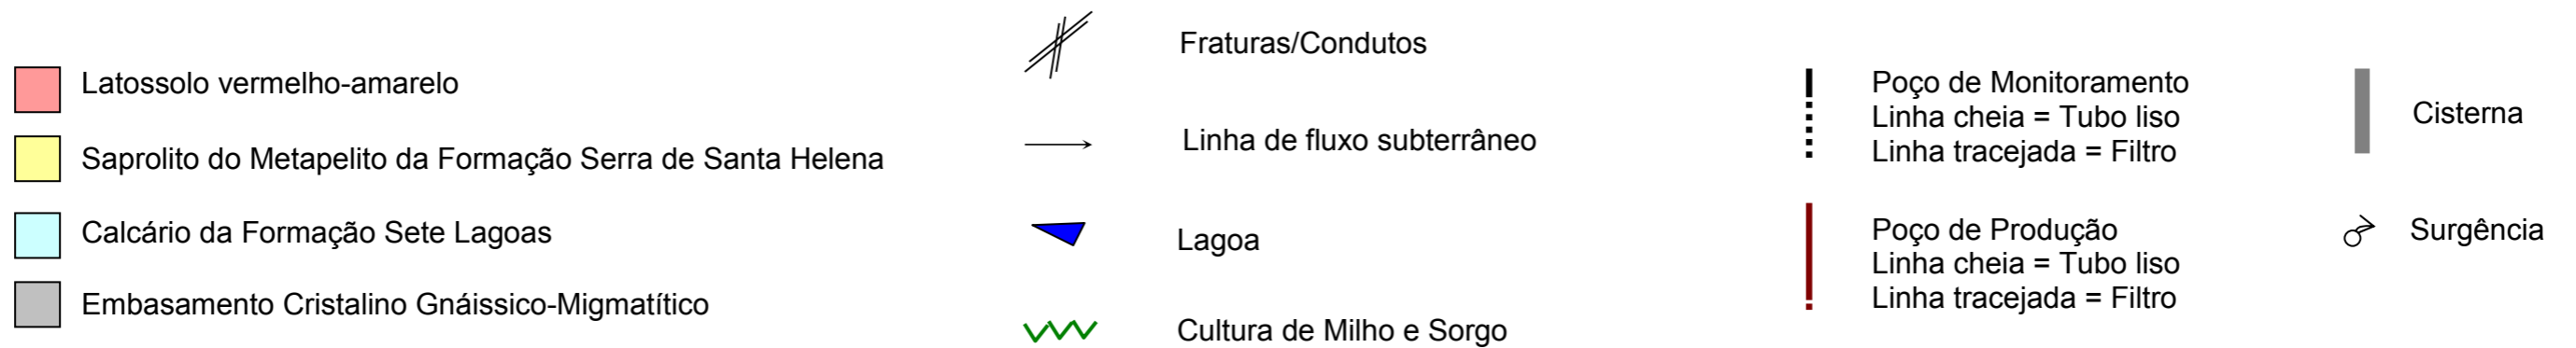 Latossolo vermelho-amarelo
Saprolito do Metapelito da Formação Serra de Santa Helena
Calcário da Formação Sete Lagoas
Embasamento Cristalino Gnáissico-Migmatítico
Fraturas/Condutos
Linha de fluxo subterrâneo
Lagoa
Cultura de Milho e Sorgo
Poço de Monitoramento
Linha cheia = Tubo liso
Linha tracejada = Filtro
Poço de Produção
Linha cheia = Tubo liso
Linha tracejada = Filtro
Cisterna
Surgência